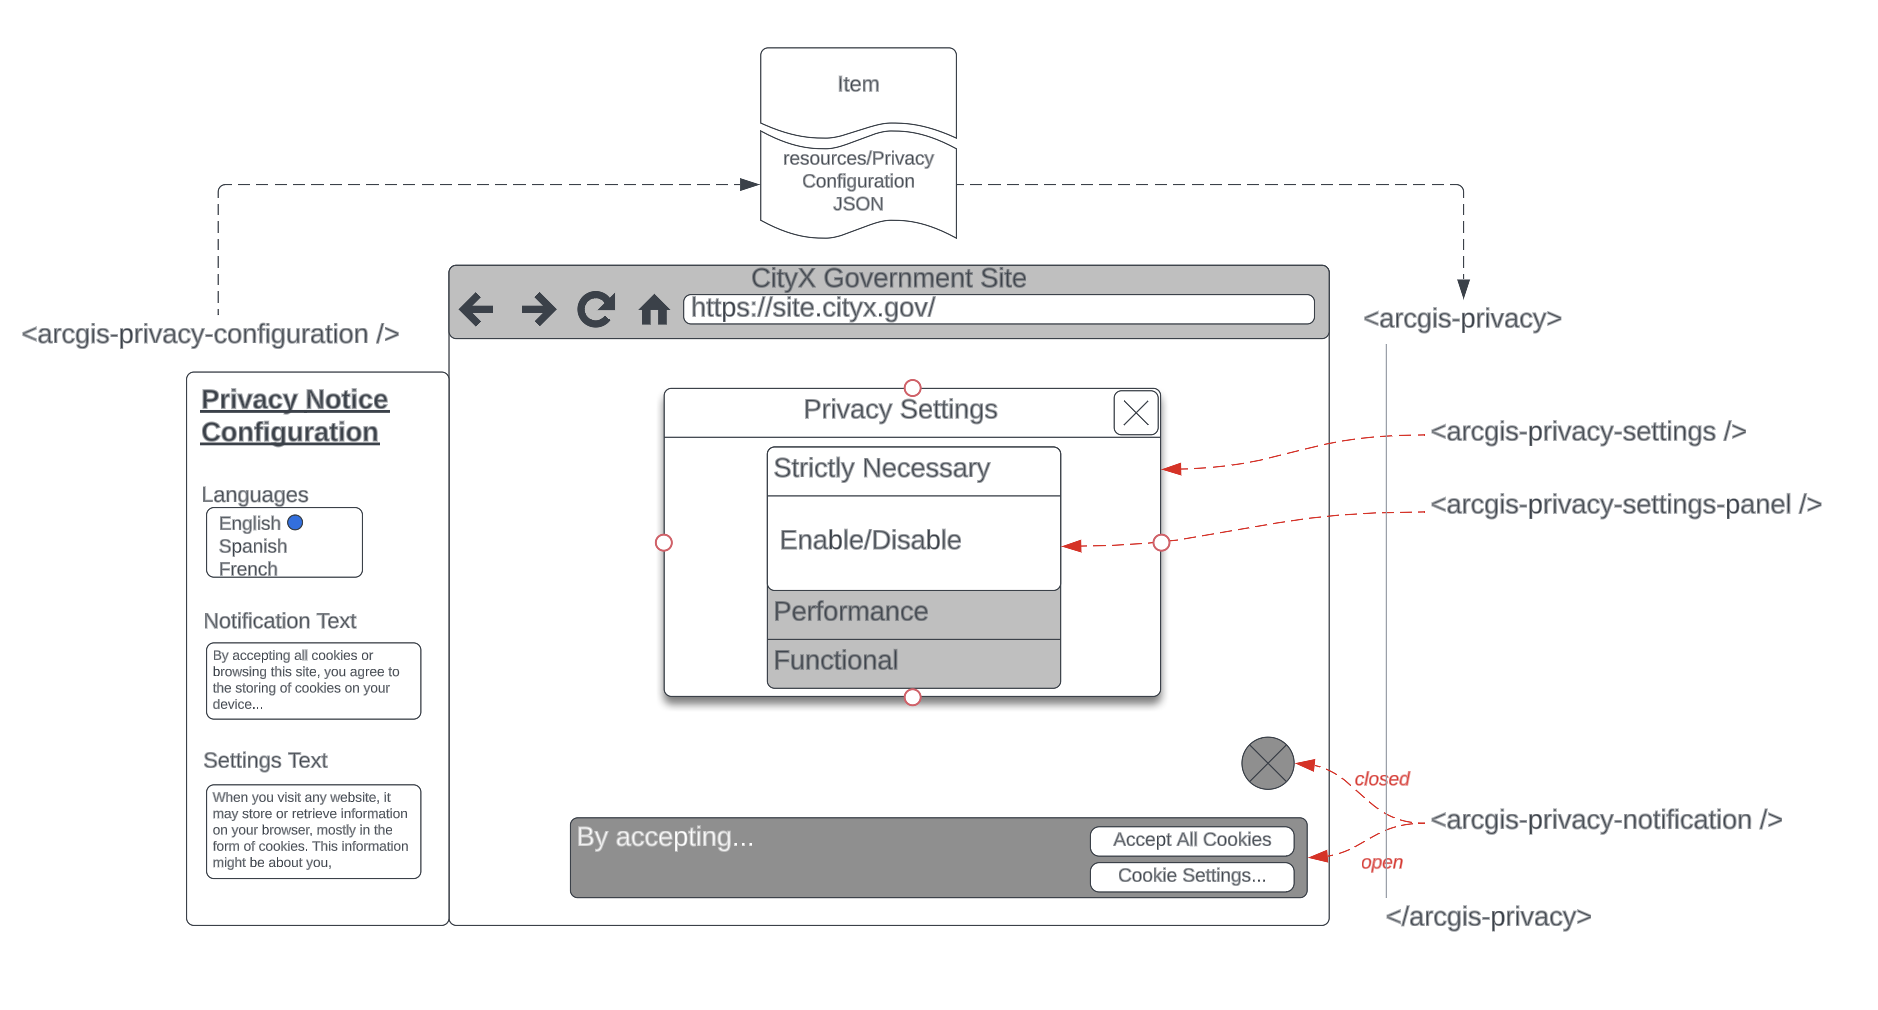 Item
resources/Privacy
Configuration
JSON
CityX Government Site
https://site.cityx.gov/
<arcgis-privacy-configuration />
<arcgis-privacy>
Privacy Notice
Configuration
Languages
English
Spanish
French
Notification Text
By accepting all cookies or
browsing this site, you agree to
the storing of cookies on your
device...
Settings Text
When you visit any website, it
may store or retrieve information
on your browser, mostly in the
form of cookies. This information
might be about you,
Privacy Settings
Strictly Necessary
Enable/Disable
Performance
Functional
By accepting...
Accept All Cookies
Cookie Settings...
<arcgis-privacy-settings />
<arcgis-privacy-settings-panel />
closed
<arcgis-privacy-notification />
open
</arcgis-privacy>